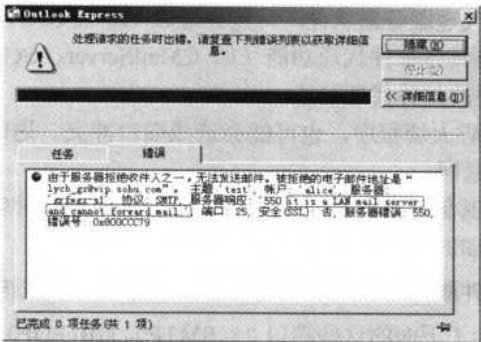 Outlook Express
处理请求的任务时出错。请复查下列错误列表以获取详细信
息。
隐藏(H)
停止(S)
<< 详细信息(D)
任务
错误
由于服务器拒绝收件人之一，无法发送邮件。被拒绝的电子邮件地址是“
lycb_gz@vip.sohu.com”。 主题 'test', 帐户: 'alice', 服务器:
协议: SMTP, 服务器响应: '550 it is a LAN mail server
and cannot forward mail', 端口: 25, 安全(SSL): 否, 服务器错误: 550,
错误号: 0x800CCC79
已完成 0 项任务(共 1 项)